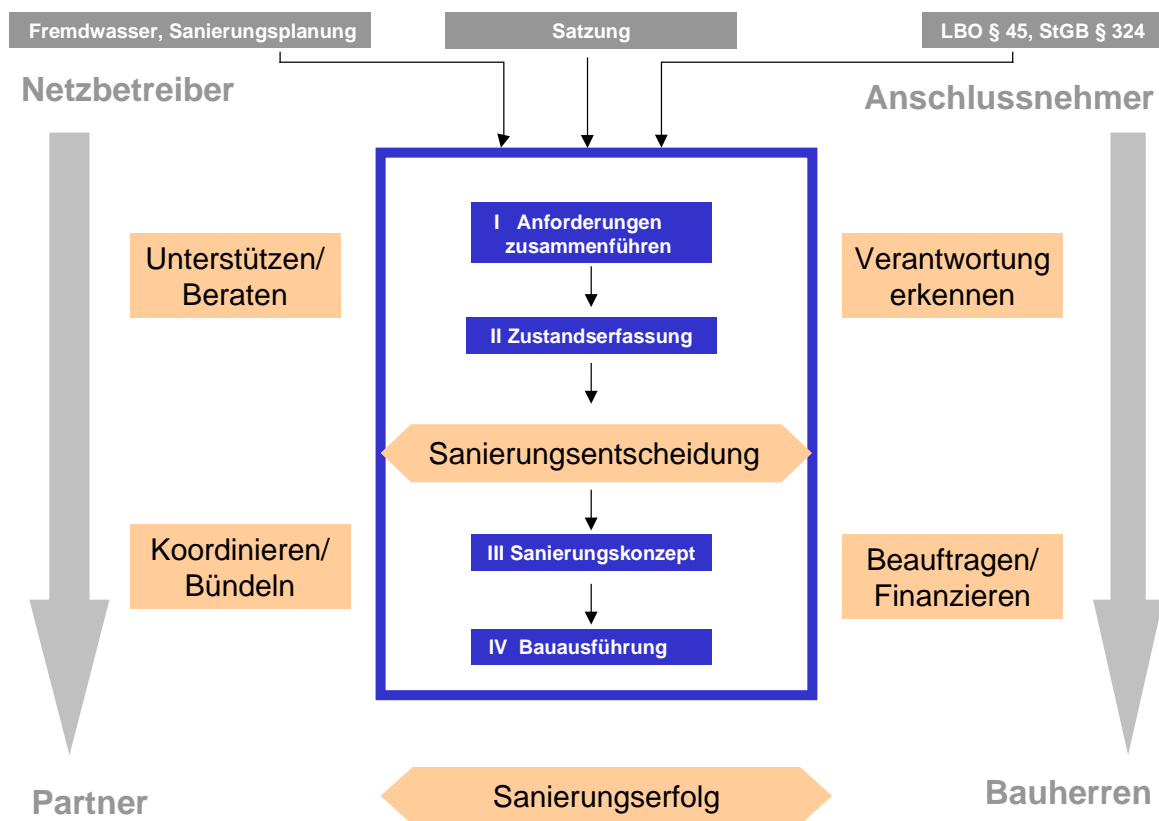 Fremdwasser, Sanierungsplanung
Satzung
LBO § 45, StGB § 324
Netzbetreiber
Anschlussnehmer
I Anforderungen
zusammenführen
Unterstützen/
Beraten
Verantwortung
erkennen
II Zustandserfassung
Sanierungsentscheidung
Koordinieren/
Bündeln
III Sanierungskonzept
Beauftragen/
Finanzieren
IV Bauausführung
Partner
Sanierungserfolg
Bauherren